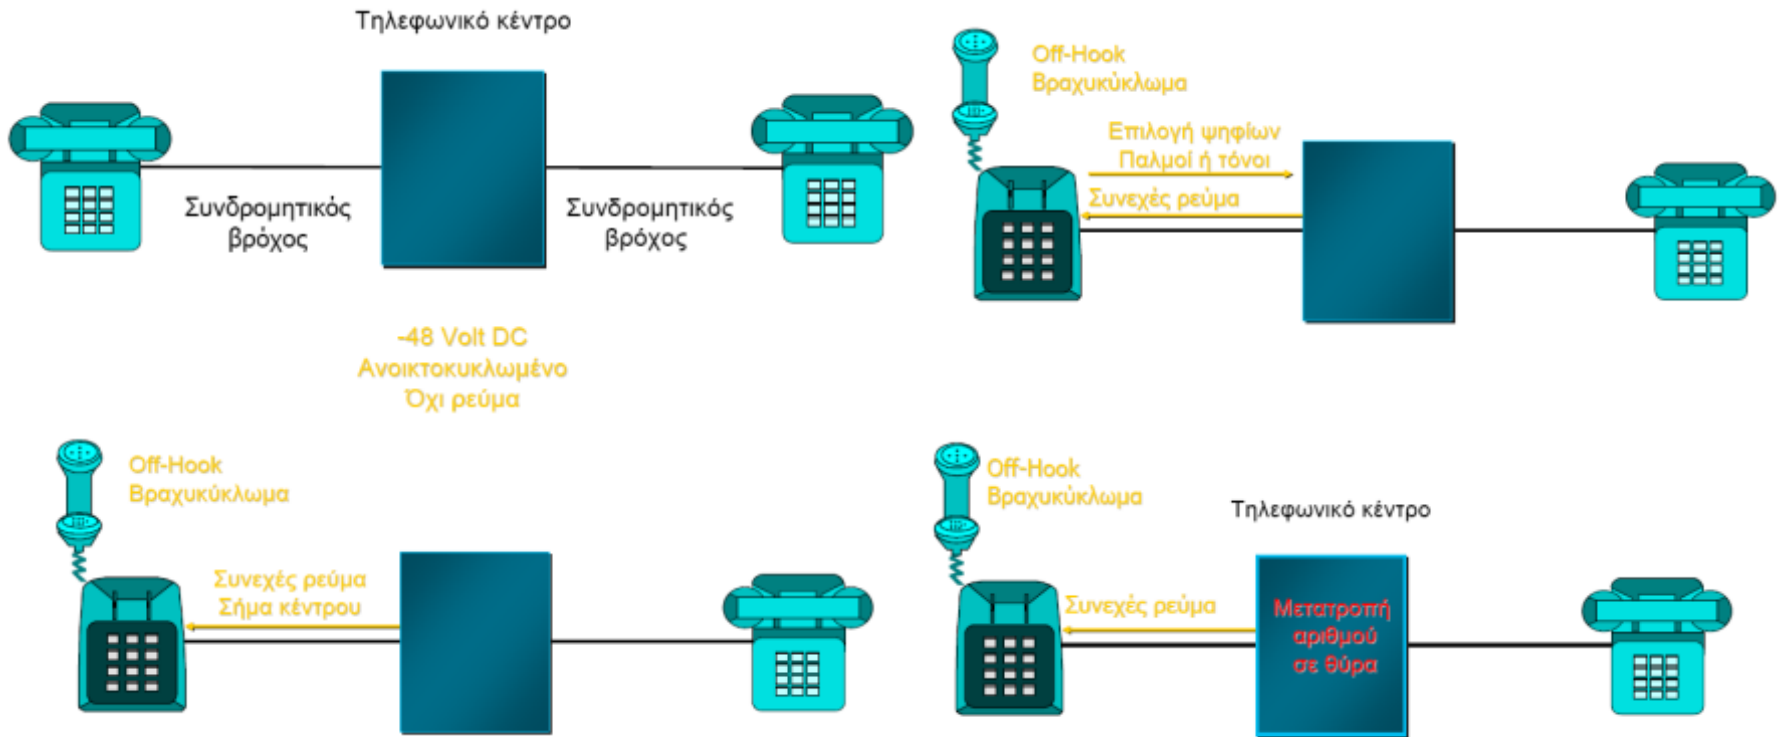 Τηλεφωνικό κέντρο
Συνδρομητικός
βρόχος
Συνδρομητικός
βρόχος
-48 Volt DC
Ανοικτοκυκλωμένο
Όχι ρεύμα
Off-Hook
Βραχυκύκλωμα
Επιλογή ψηφίων
Παλμοί ή τόνοι
Συνεχές ρεύμα
Off-Hook
Βραχυκύκλωμα
Συνεχές ρεύμα
Σήμα κέντρου
Off-Hook
Βραχυκύκλωμα
Τηλεφωνικό κέντρο
Συνεχές ρεύμα
Μετατροπή
αριθμού
σε θύρα